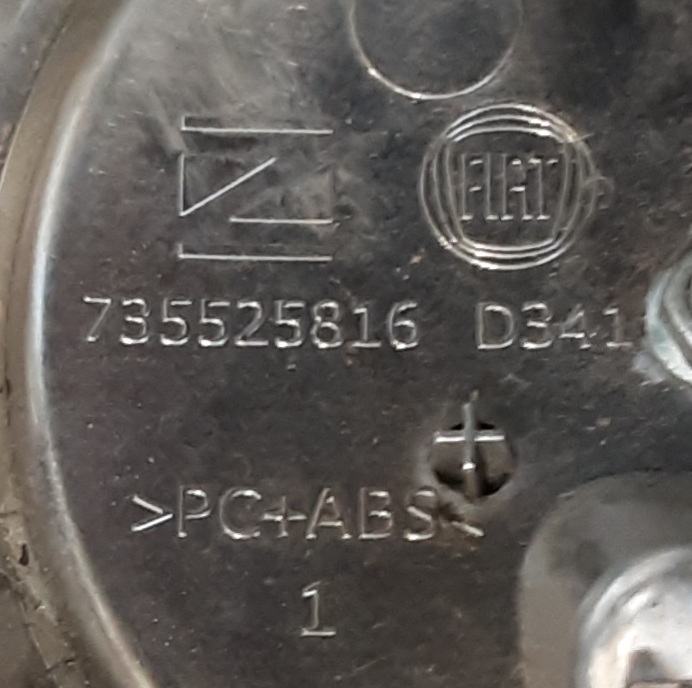 FIAT
735525816 D341
>PC+ABS<
1